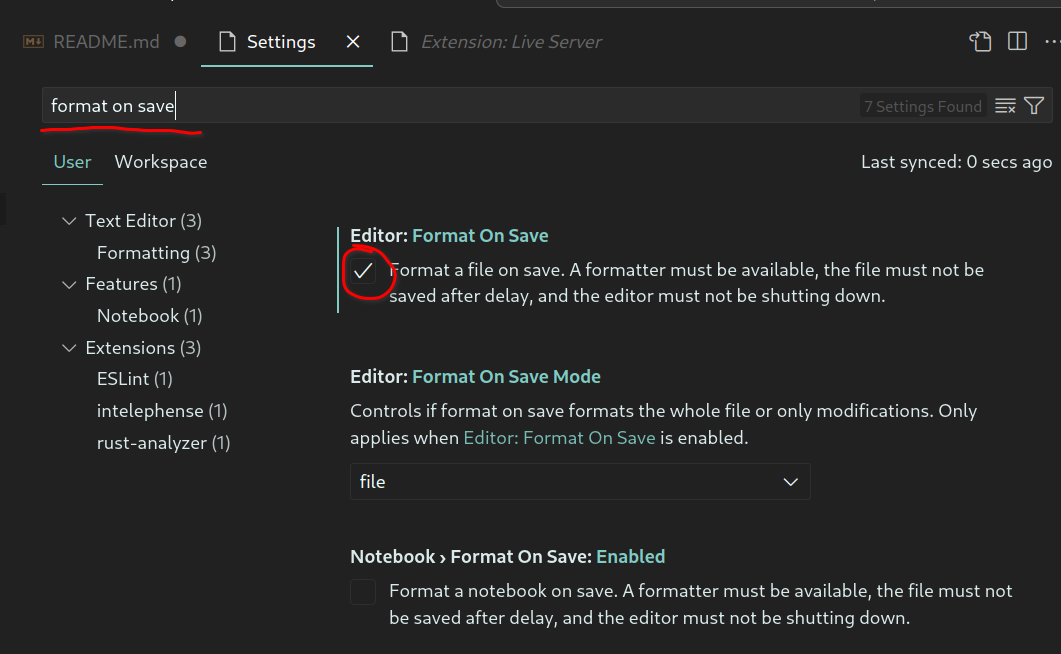 README.md
Settings
Extension: Live Server
format on save
7 Settings Found
User Workspace
Last synced: 0 secs ago
Text Editor (3)
Formatting (3)
Features (1)
Notebook (1)
Extensions (3)
ESLint (1)
intelephense (1)
rust-analyzer (1)
Editor: Format On Save
Format a file on save. A formatter must be available, the file must not be
saved after delay, and the editor must not be shutting down.
Editor: Format On Save Mode
Controls if format on save formats the whole file or only modifications. Only
applies when Editor: Format On Save is enabled.
file
Notebook › Format On Save: Enabled
Format a notebook on save. A formatter must be available, the file must not
be saved after delay, and the editor must not be shutting down.